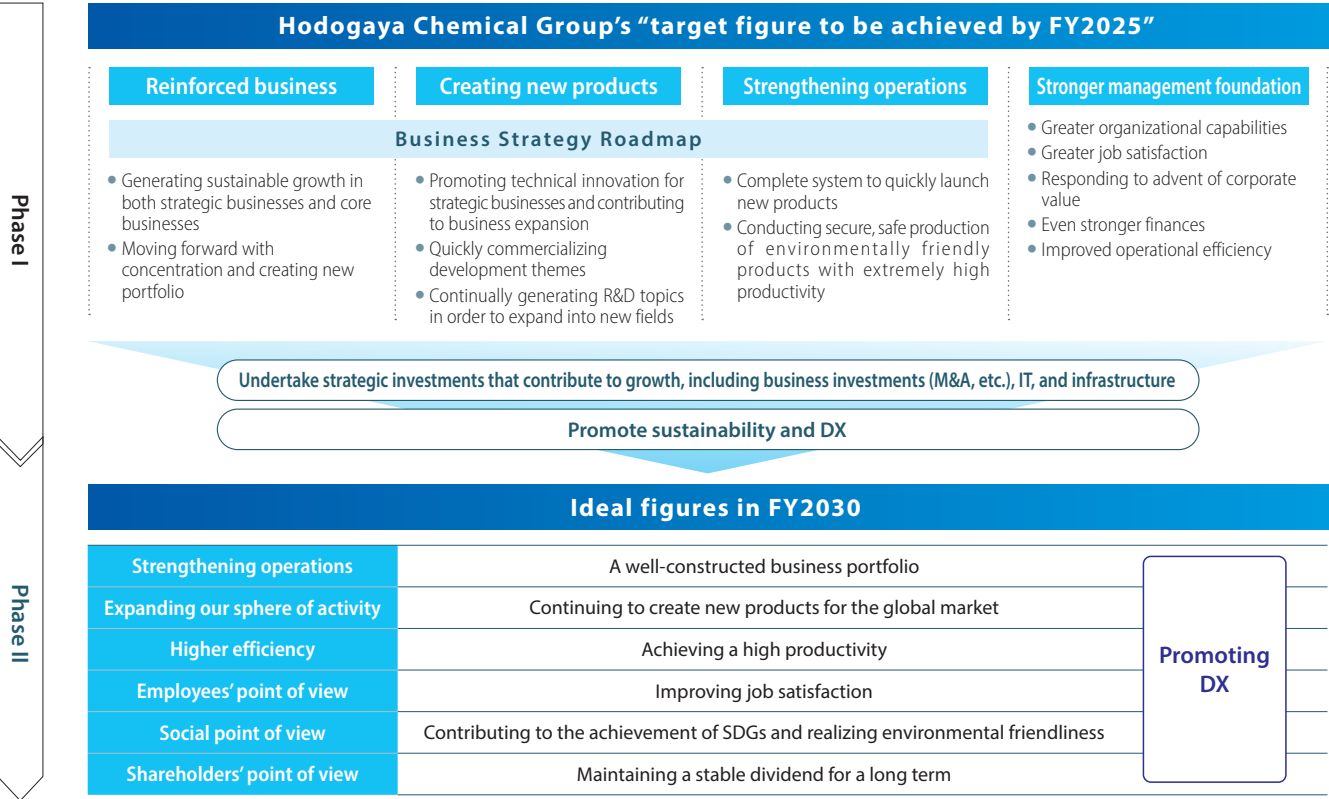 Hodogaya Chemical Group's “target figure to be achieved by FY2025”
Phase I
Reinforced business
Creating new products
Strengthening operations
Stronger management foundation
Business Strategy Roadmap
• Generating sustainable growth in
both strategic businesses and core
businesses
• Moving forward with
concentration and creating new
portfolio
• Promoting technical innovation for
strategic businesses and contributing
to business expansion
• Quickly commercializing
development themes
• Continually generating R&D topics
in order to expand into new fields
• Complete system to quickly launch
new products
• Conducting secure, safe production
of environmentally friendly
products with extremely high
productivity
• Greater organizational capabilities
• Greater job satisfaction
• Responding to advent of corporate
value
• Even stronger finances
• Improved operational efficiency
Undertake strategic investments that contribute to growth, including business investments (M&A, etc.), IT, and infrastructure
Promote sustainability and DX
Phase II
Ideal figures in FY2030
Strengthening operations
A well-constructed business portfolio
Expanding our sphere of activity
Continuing to create new products for the global market
Higher efficiency
Achieving a high productivity
Employees' point of view
Improving job satisfaction
Social point of view
Contributing to the achievement of SDGs and realizing environmental friendliness
Shareholders' point of view
Maintaining a stable dividend for a long term
Promoting
DX